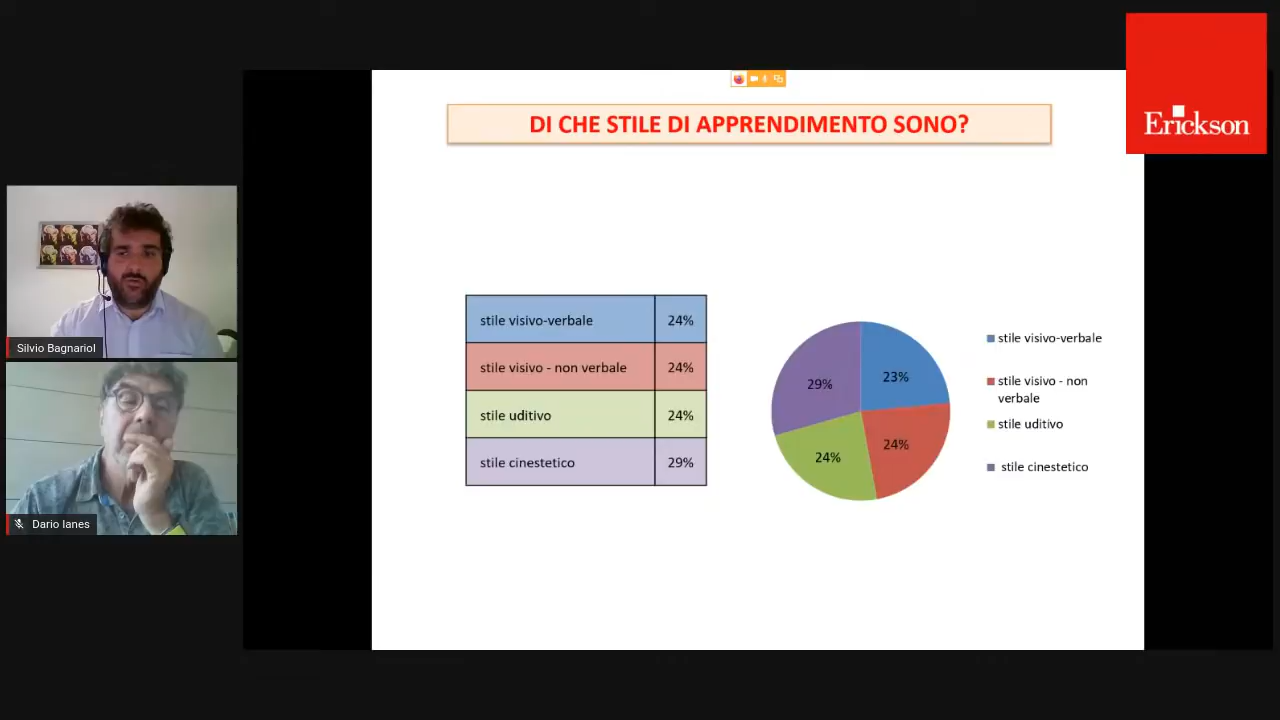 Erickson
DI CHE STILE DI APPRENDIMENTO SONO?
stile visivo-verbale 24%
stile visivo - non verbale 24%
stile uditivo 24%
stile cinestetico 29%
29%
23%
24%
24%
stile visivo-verbale
stile visivo - non
verbale
stile uditivo
stile cinestetico
Silvio Bagnariol
Dario Ianes